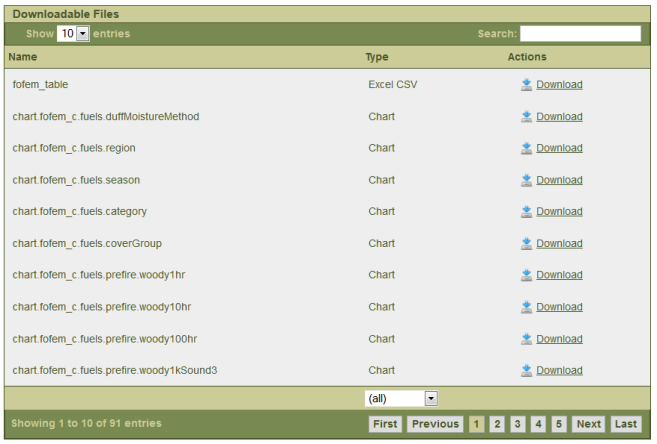 Downloadable Files
Show 10 entries Search:
Name Type Actions
fofem_table Excel CSV Download
chart.fofem_c.fuels.duffMoistureMethod Chart Download
chart.fofem_c.fuels.region Chart Download
chart.fofem_c.fuels.season Chart Download
chart.fofem_c.fuels.category Chart Download
chart.fofem_c.fuels.coverGroup Chart Download
chart.fofem_c.fuels.prefire.woody1hr Chart Download
chart.fofem_c.fuels.prefire.woody10hr Chart Download
chart.fofem_c.fuels.prefire.woody100hr Chart Download
chart.fofem_c.fuels.prefire.woody1kSound3 Chart Download
(all)
Showing 1 to 10 of 91 entries First Previous 1 2 3 4 5 Next Last